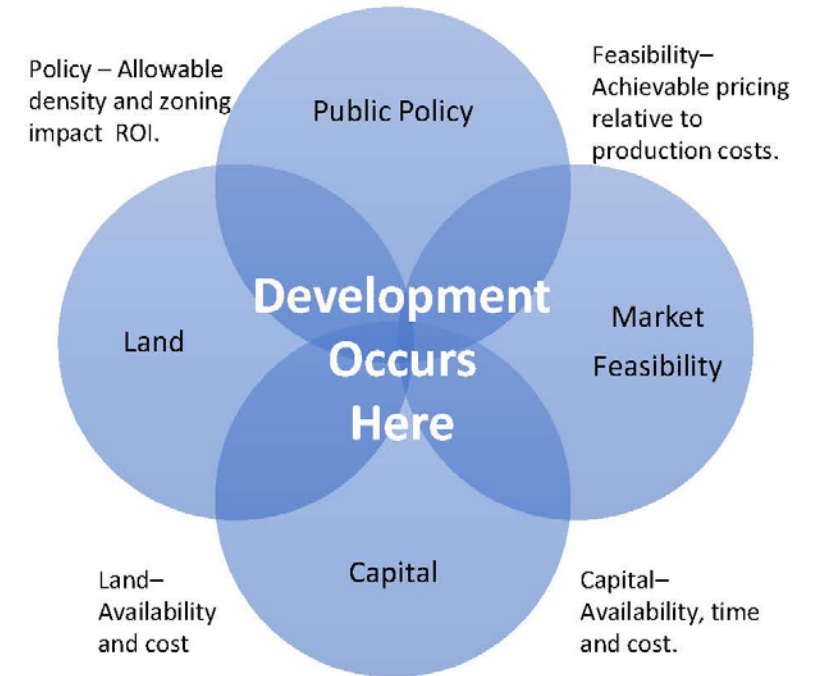 Policy – Allowable
density and zoning
impact ROI.
Feasibility–
Achievable pricing
relative to
production costs.
Public Policy
Land
Development
Occurs
Here
Market
Feasibility
Capital
Land–
Availability
and cost
Capital–
Availability, time
and cost.